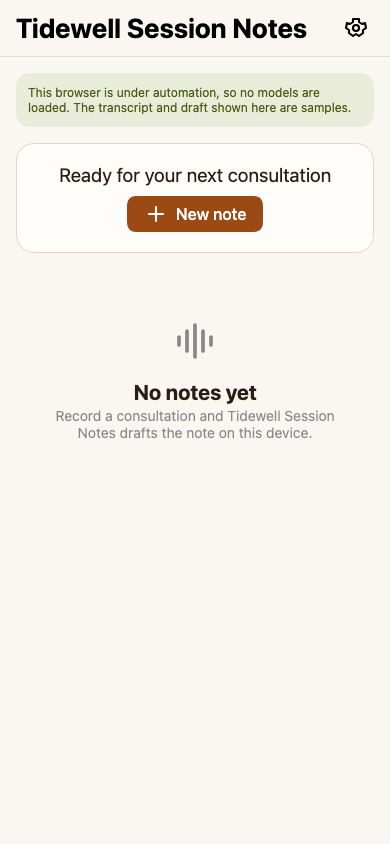 Tidewell Session Notes
This browser is under automation, so no models are
loaded. The transcript and draft shown here are samples.
Ready for your next consultation
New note
No notes yet
Record a consultation and Tidewell Session
Notes drafts the note on this device.